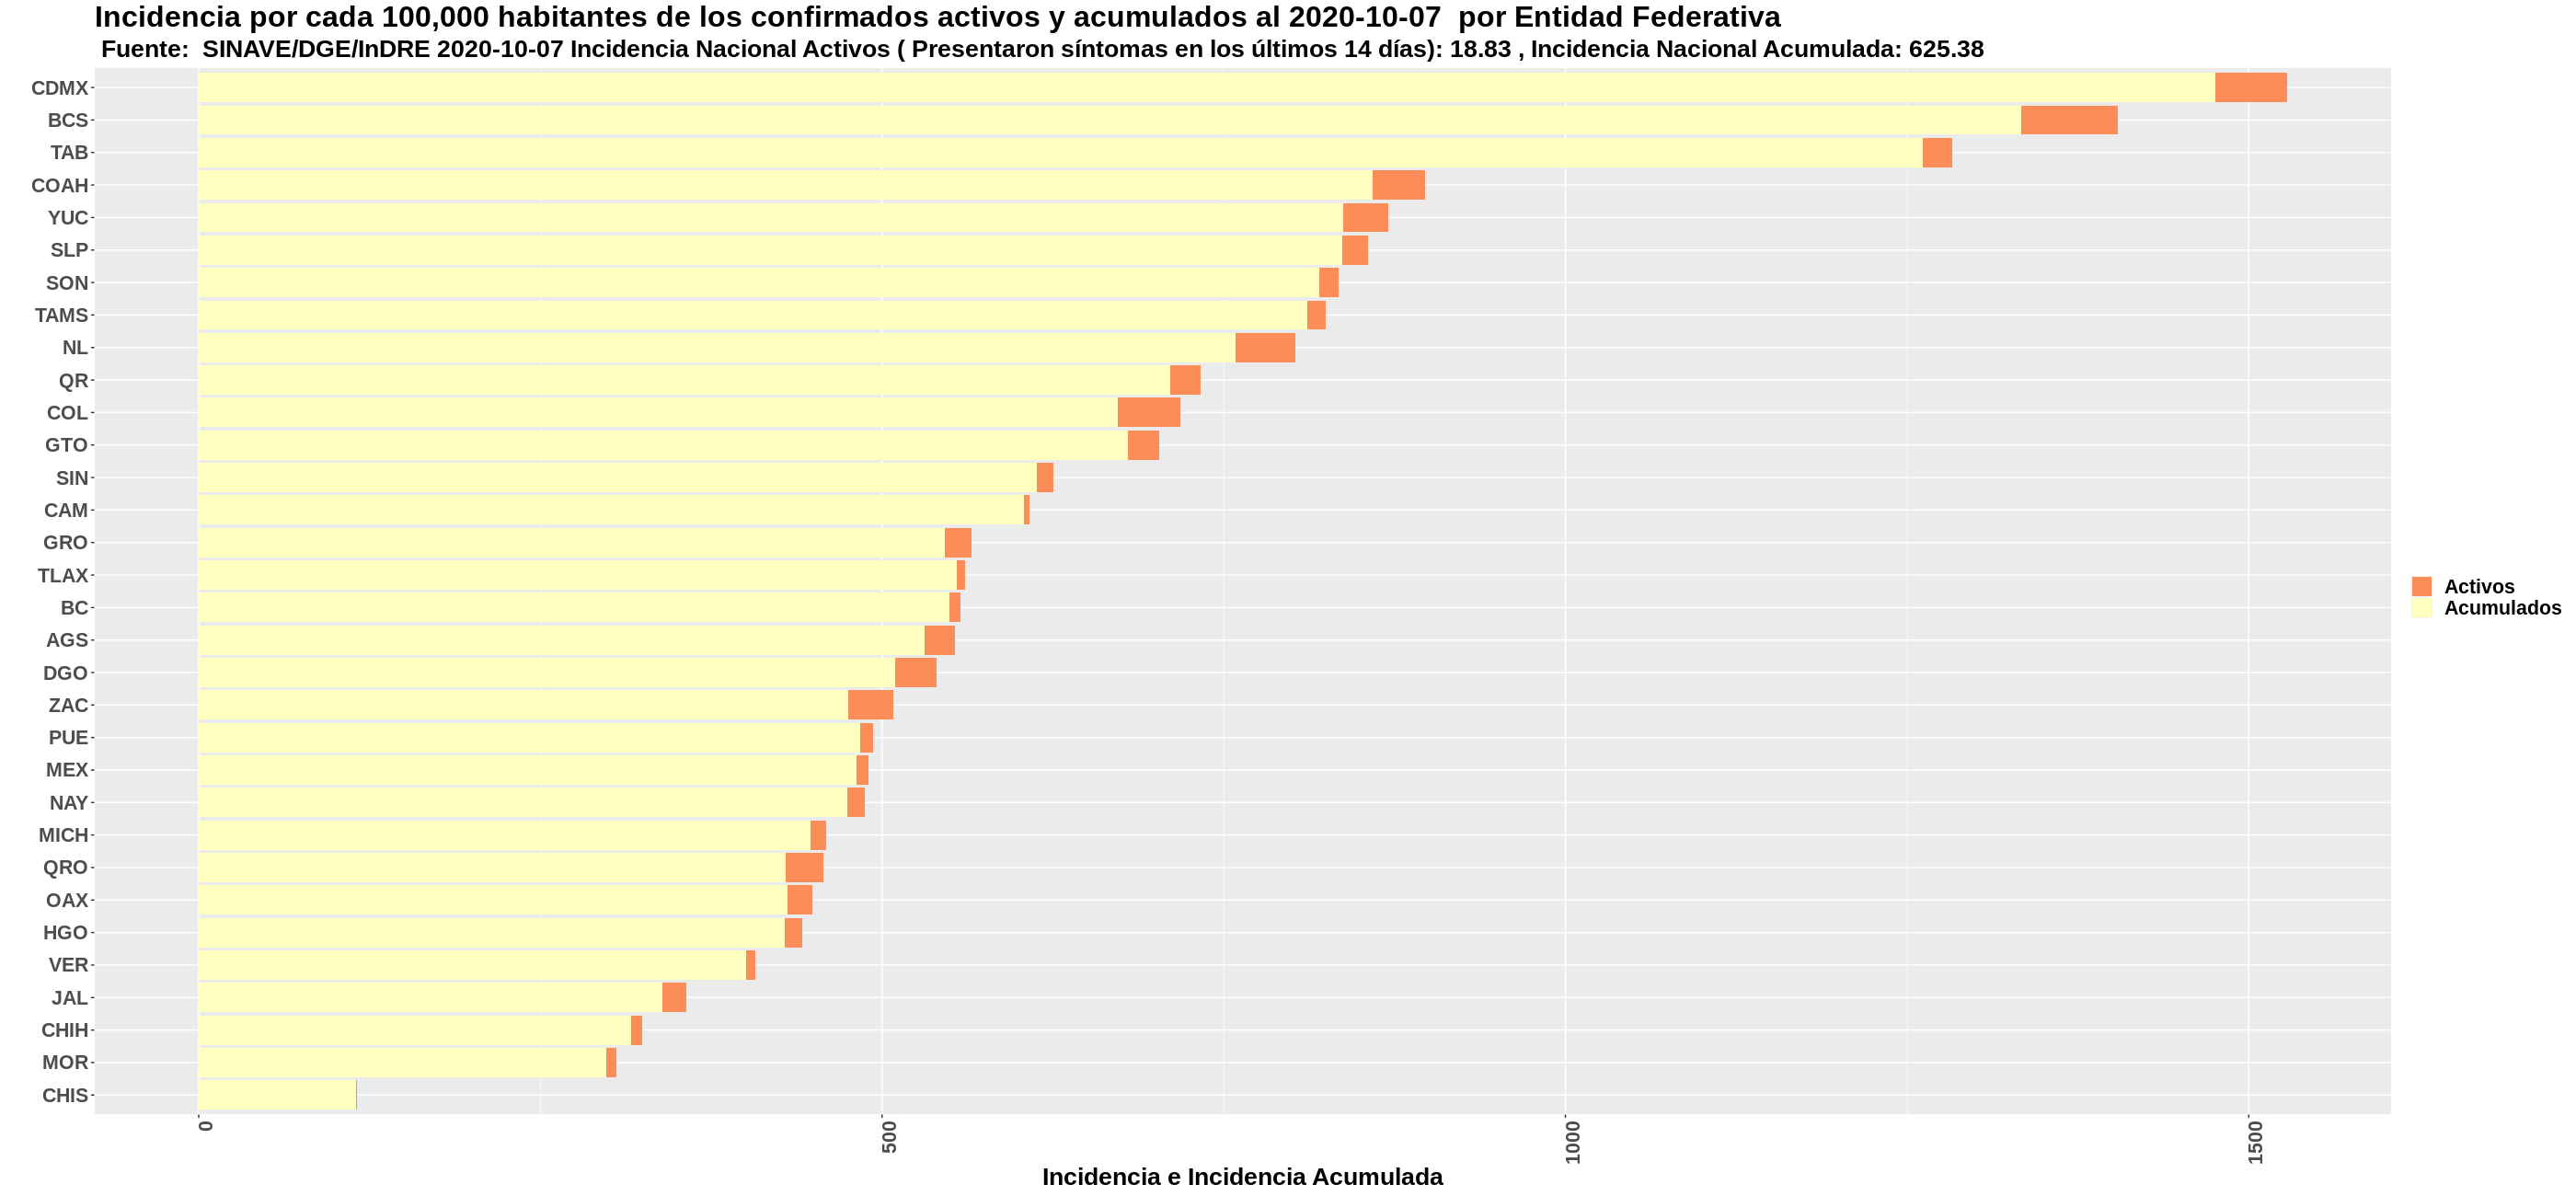 Incidencia por cada 100,000 habitantes de los confirmados activos y acumulados al 2020-10-07  por Entidad Federativa
Fuente:  SINAVE/DGE/InDRE 2020-10-07 Incidencia Nacional Activos ( Presentaron síntomas en los últimos 14 días): 18.83 , Incidencia Nacional Acumulada: 625.38
CDMX
BCS
TAB
COAH
YUC
SLP
SON
TAMS
NL
QR
COL
GTO
SIN
CAM
GRO
TLAX
BC
AGS
DGO
ZAC
PUE
MEX
NAY
MICH
QRO
OAX
HGO
VER
JAL
CHIH
MOR
CHIS
0
500
1000
1500
Incidencia e Incidencia Acumulada
Activos
Acumulados